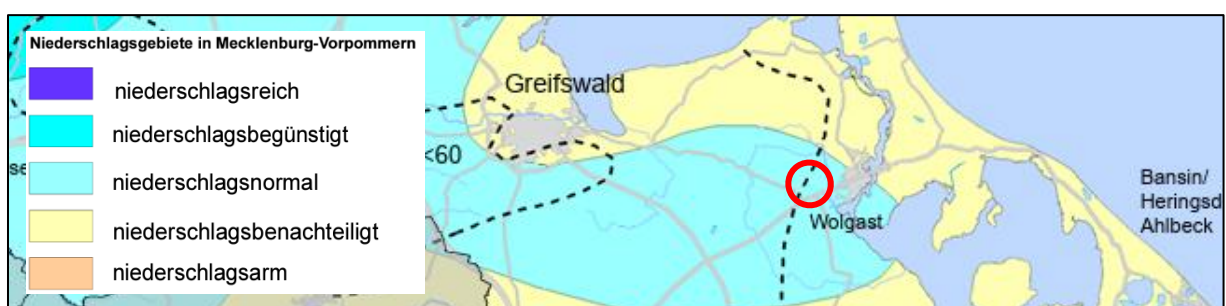 Niederschlagsgebiete in Mecklenburg-Vorpommern
niederschlagsreich
niederschlagsbegünstigt
niederschlagsnormal
niederschlagsbenachteiligt
niederschlagsarm
Greifswald
<60
Wolgast
Bansin/
Heringsd
Ahlbeck